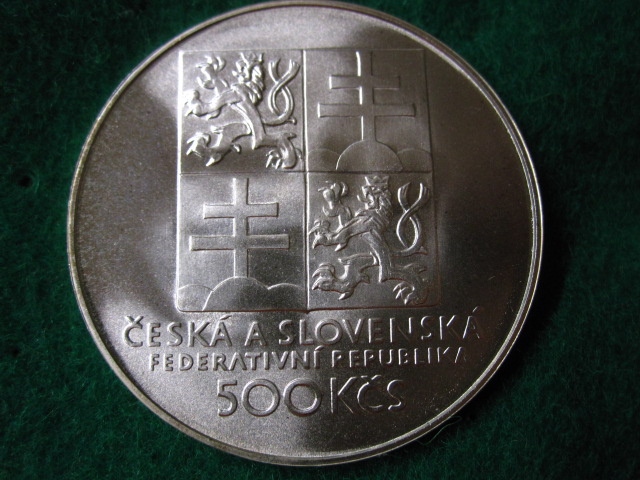 ČESKÁ A SLOVENSKÁ
FEDERATIVNÍ REPUBLIKA
500 KČS